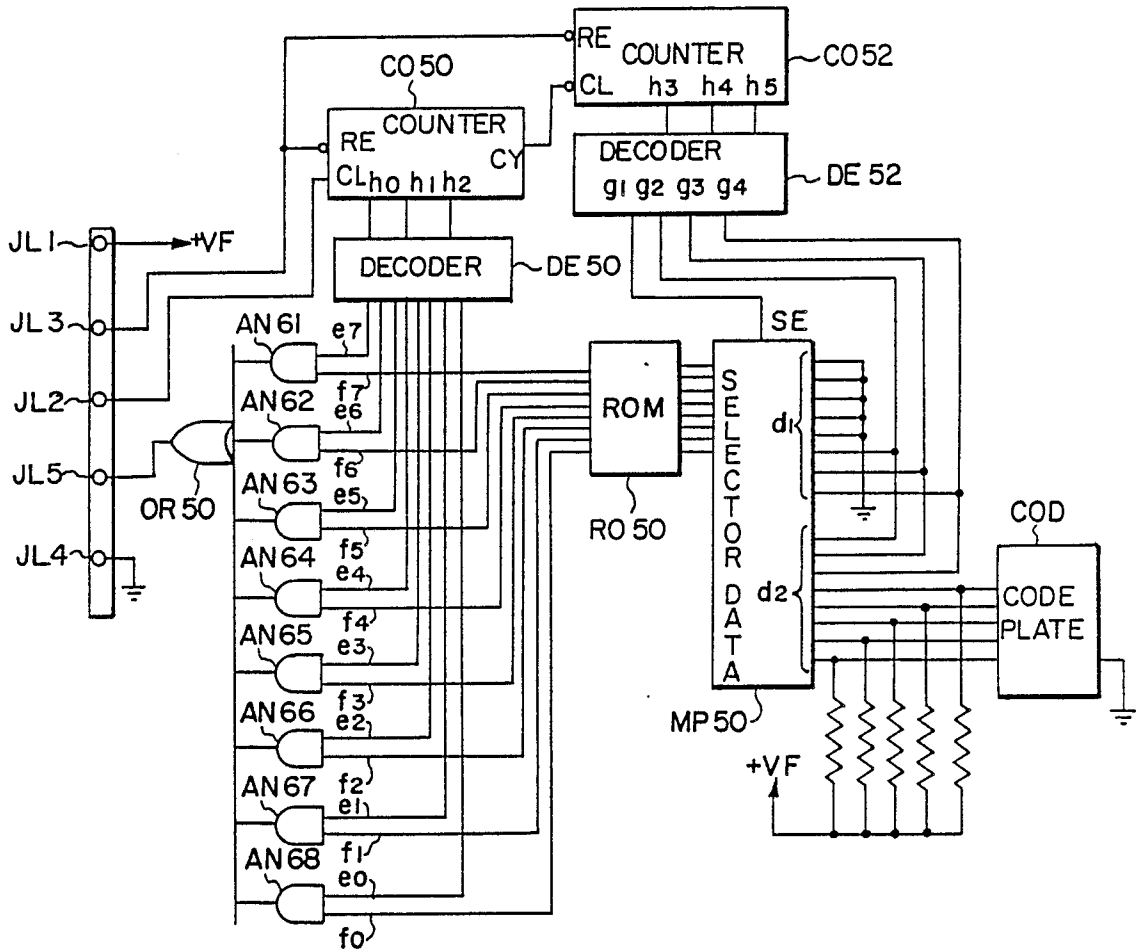 RE
COUNTER
CL h3 h4 h5
CO52
CO50
COUNTER
RE
CY
CL h0 h1 h2
DECODER
g1 g2 g3 g4
DE52
JL1
+VF
DECODER
DE50
JL3
AN61
e7
f7
SE
ROM
RO50
JL2
AN62
e6
f6
JL5
OR50
AN63
e5
f5
JL4
AN64
e4
f4
AN65
e3
f3
AN66
e2
f2
AN67
e1
f1
AN68
e0
f0
SELECTOR DATA
d1
d2
MP50
COD
CODE
PLATE
+VF